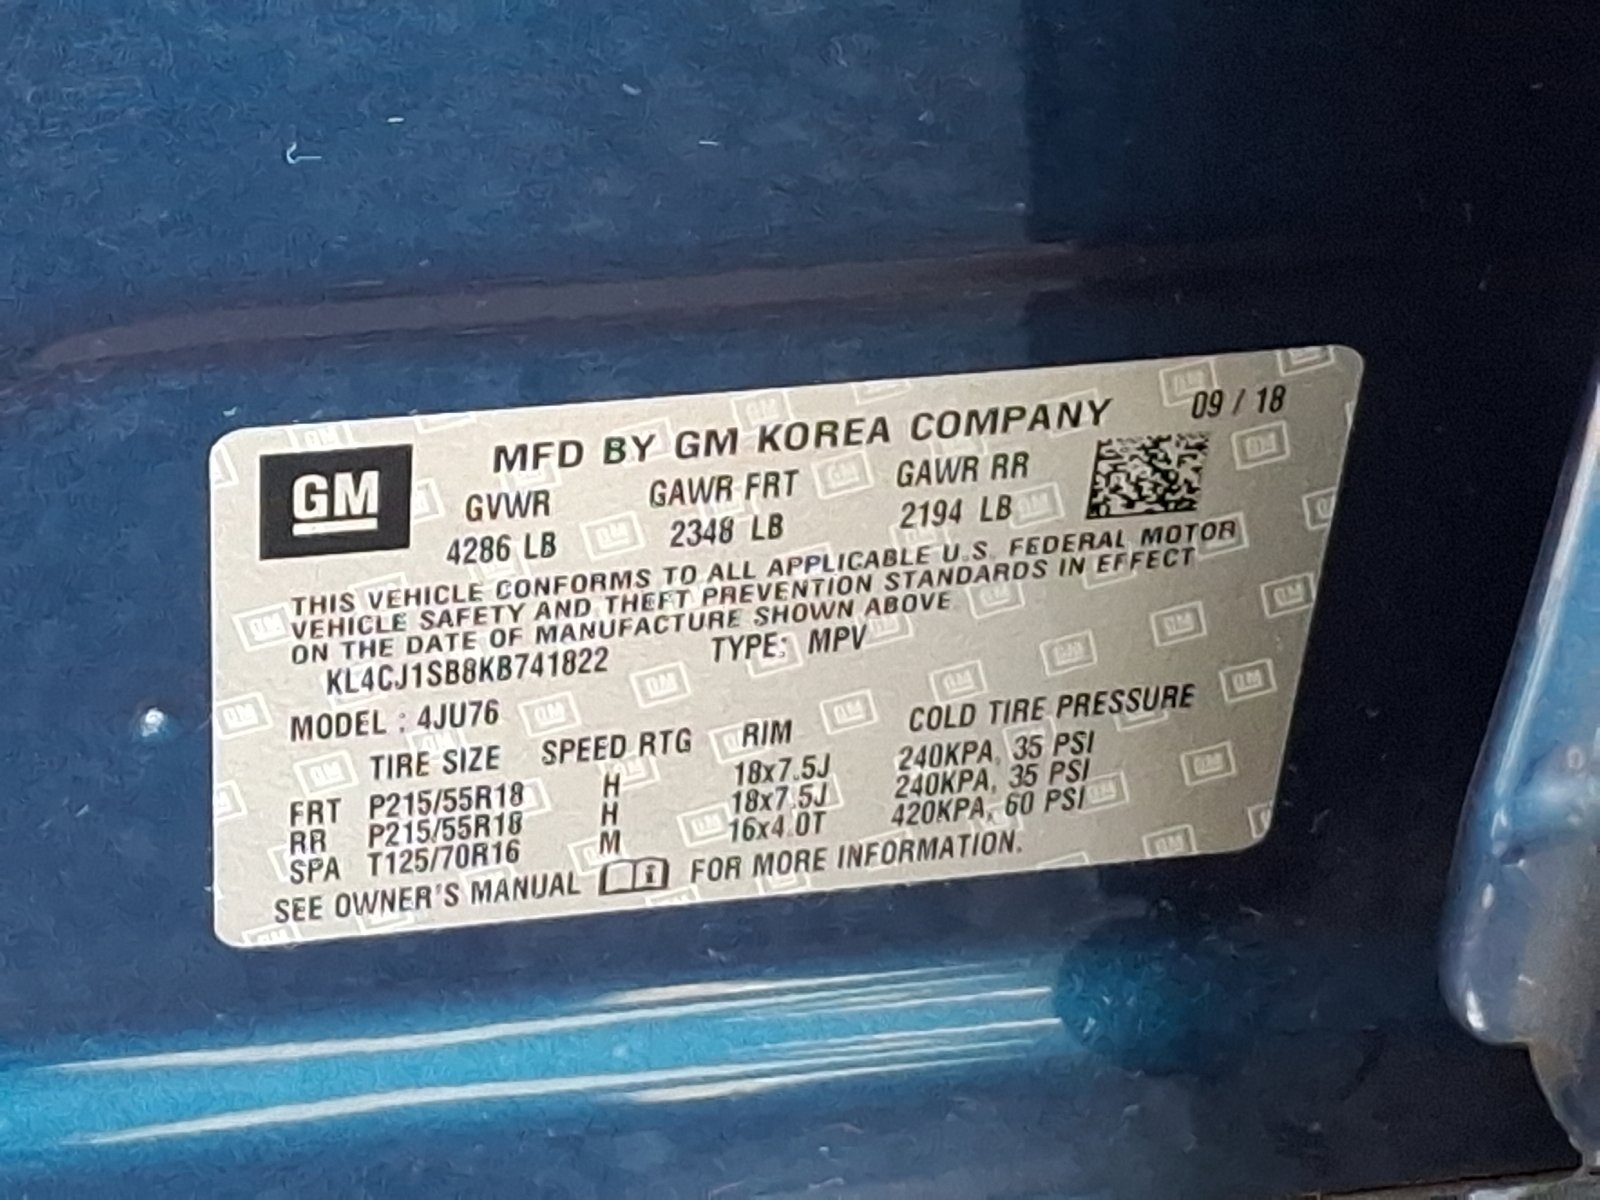 GM
MFD BY GM KOREA COMPANY 09 / 18
GVWR GAWR FRT GAWR RR
4286 LB 2348 LB 2194 LB
THIS VEHICLE CONFORMS TO ALL APPLICABLE U.S. FEDERAL MOTOR
VEHICLE SAFETY AND THEFT PREVENTION STANDARDS IN EFFECT
ON THE DATE OF MANUFACTURE SHOWN ABOVE
KL4CJ1SB8KB741822 TYPE: MPV
MODEL : 4JU76
TIRE SIZE SPEED RTG RIM COLD TIRE PRESSURE
FRT P215/55R18 H 18x7.5J 240KPA, 35 PSI
RR P215/55R18 H 18x7.5J 240KPA, 35 PSI
SPA T125/70R16 M 16x4.0T 420KPA, 60 PSI
SEE OWNER'S MANUAL FOR MORE INFORMATION.